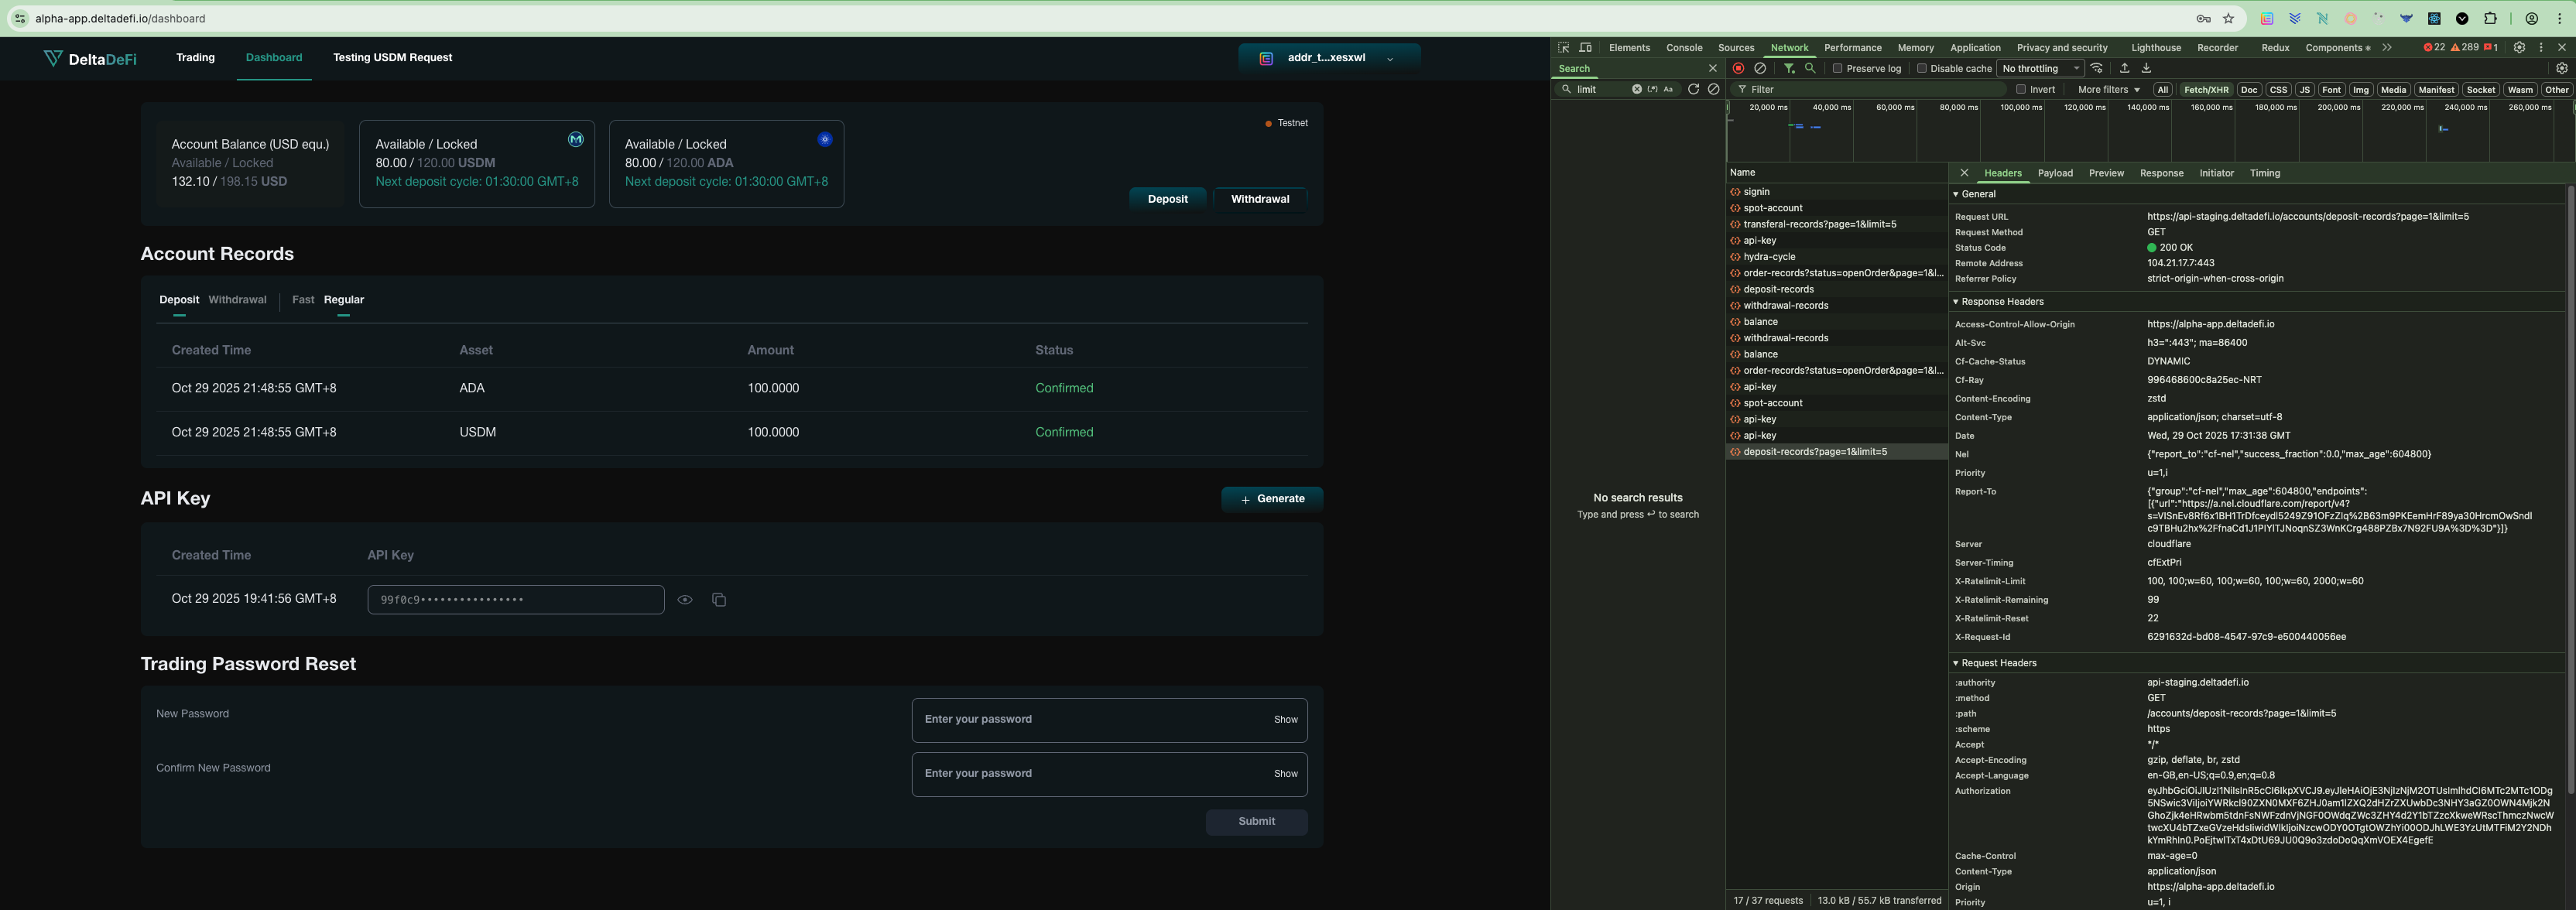 alpha-app.deltadefi.io/dashboard
DeltaDeFi
Trading
Dashboard
Testing USDM Request
addr_t...xesxwl
Account Balance (USD equ.)
Available / Locked
132.10 / 198.15 USD
Available / Locked
80.00 / 120.00 USDM
Next deposit cycle: 01:30:00 GMT+8
Available / Locked
80.00 / 120.00 ADA
Next deposit cycle: 01:30:00 GMT+8
Testnet
Deposit
Withdrawal
Account Records
Deposit Withdrawal Fast Regular
Created Time Asset Amount Status
Oct 29 2025 21:48:55 GMT+8 ADA 100.0000 Confirmed
Oct 29 2025 21:48:55 GMT+8 USDM 100.0000 Confirmed
API Key
+ Generate
Created Time API Key
Oct 29 2025 19:41:56 GMT+8 99f0c9••••••••••••••••
Trading Password Reset
New Password
Enter your password Show
Confirm New Password
Enter your password Show
Submit
Elements Console Sources Network Performance Memory Application Privacy and security Lighthouse Recorder Redux Components 22 289 1
Search
limit
No search results
Type and press ↩ to search
Preserve log Disable cache No throttling
Filter Invert More filters All Fetch/XHR Doc CSS JS Font Img Media Manifest Socket Wasm Other
20,000 ms 40,000 ms 60,000 ms 80,000 ms 100,000 ms 120,000 ms 140,000 ms 160,000 ms 180,000 ms 200,000 ms 220,000 ms 240,000 ms 260,000 ms
Name
signin
spot-account
transferal-records?page=1&limit=5
api-key
hydra-cycle
order-records?status=openOrder&page=1&l...
deposit-records
withdrawal-records
balance
withdrawal-records
balance
order-records?status=openOrder&page=1&l...
api-key
spot-account
api-key
api-key
deposit-records?page=1&limit=5
17 / 37 requests 13.0 kB / 55.7 kB transferred
Headers Payload Preview Response Initiator Timing
General
Request URL https://api-staging.deltadefi.io/accounts/deposit-records?page=1&limit=5
Request Method GET
Status Code 200 OK
Remote Address 104.21.17.7:443
Referrer Policy strict-origin-when-cross-origin
Response Headers
Access-Control-Allow-Origin https://alpha-app.deltadefi.io
Alt-Svc h3=":443"; ma=86400
Cf-Cache-Status DYNAMIC
Cf-Ray 996468600c8a25ec-NRT
Content-Encoding zstd
Content-Type application/json; charset=utf-8
Date Wed, 29 Oct 2025 17:31:38 GMT
Nel {"report_to":"cf-nel","success_fraction":0.0,"max_age":604800}
Priority u=1,i
Report-To {"group":"cf-nel","max_age":604800,"endpoints":
[{"url":"https://a.nel.cloudflare.com/report/v4?
Server cloudflare
Server-Timing cfExtPri
X-Ratelimit-Limit 100, 100;w=60, 100;w=60, 100;w=60, 2000;w=60
X-Ratelimit-Remaining 99
X-Ratelimit-Reset 22
X-Request-Id 6291632d-bd08-4547-97c9-e500440056ee
Request Headers
:authority api-staging.deltadefi.io
:method GET
:path /accounts/deposit-records?page=1&limit=5
:scheme https
Accept */*
Accept-Encoding gzip, deflate, br, zstd
Accept-Language en-GB,en-US;q=0.9,en;q=0.8
Authorization
Cache-Control max-age=0
Content-Type application/json
Origin https://alpha-app.deltadefi.io
Priority u=1, i